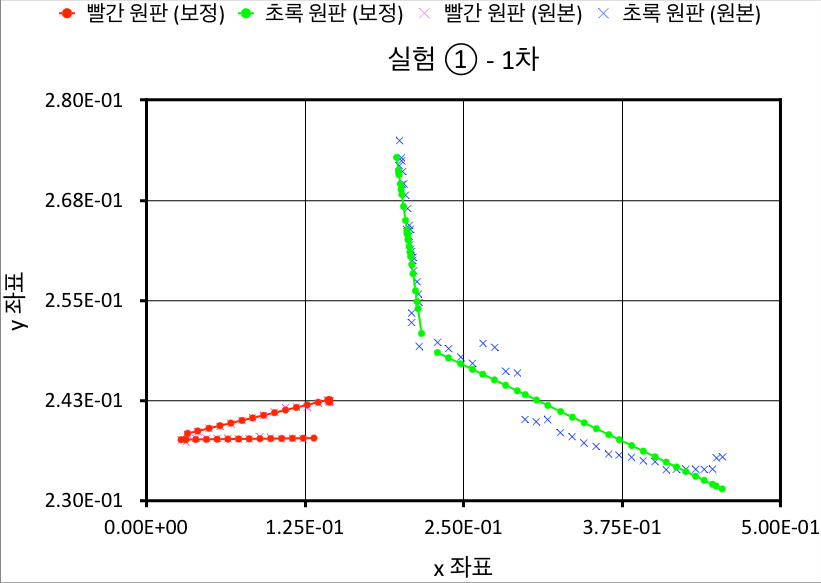 빨간 원판 (보정) 초록 원판 (보정) 빨간 원판 (원본) 초록 원판 (원본)
실험 ① - 1차
2.80E-01
2.68E-01
2.55E-01
2.43E-01
2.30E-01
y 좌표
0.00E+00 1.25E-01 2.50E-01 3.75E-01 5.00E-01
x 좌표